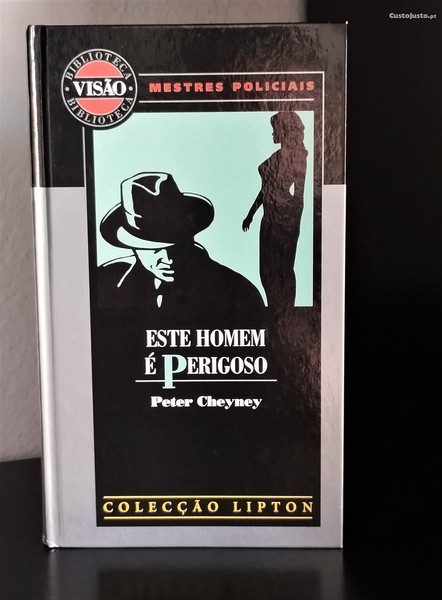 CustoJusto.pt
BIBLIOTECA
VISÃO
BIBLIOTECA
MESTRES POLICIAIS
ESTE HOMEM
É PERIGOSO
Peter Cheyney
COLECÇÃO LIPTON